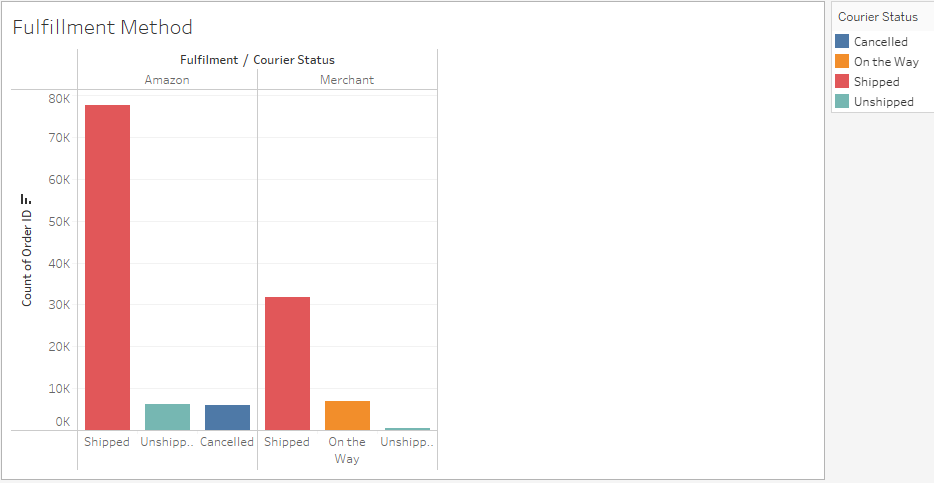 Fulfillment Method
Courier Status
Cancelled
On the Way
Shipped
Unshipped
Fulfilment / Courier Status
Amazon
Merchant
80K
70K
60K
50K
40K
30K
20K
10K
0K
Count of Order ID
Shipped
Unshipp..
Cancelled
Shipped
On the
Way
Unshipp..